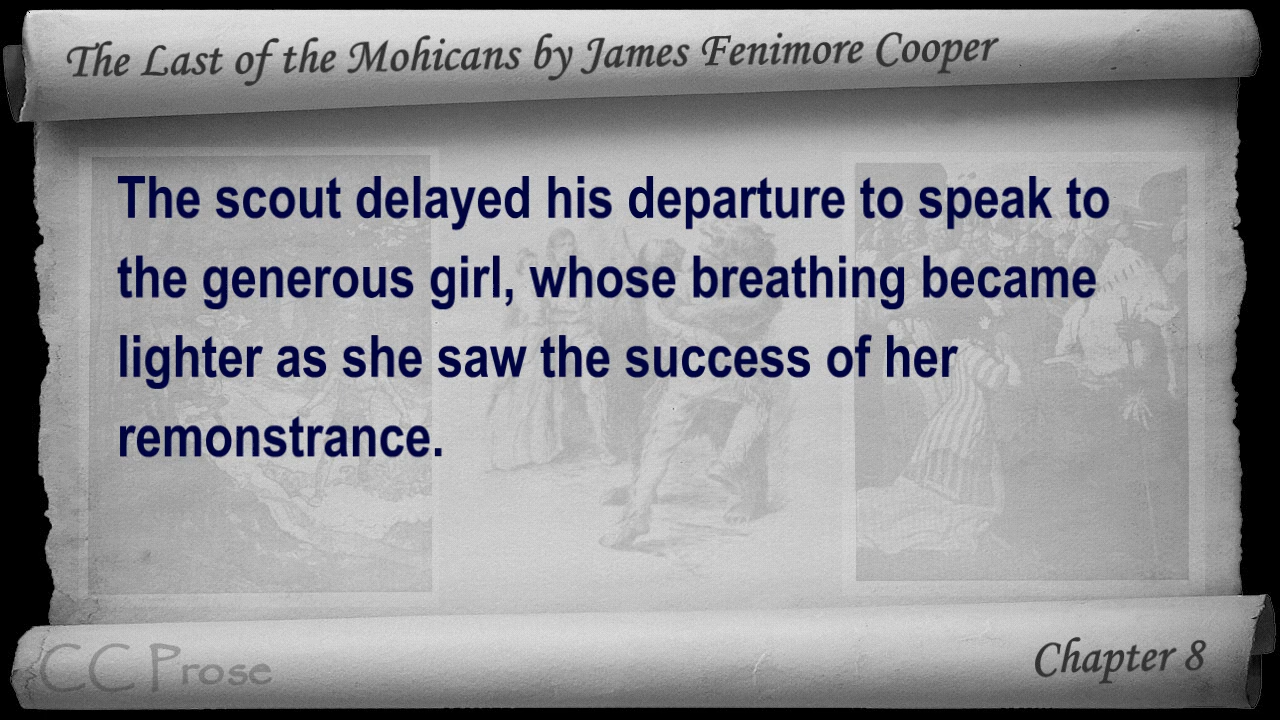 The Last of the Mohicans by James Fenimore Cooper
The scout delayed his departure to speak to
the generous girl, whose breathing became
lighter as she saw the success of her
remonstrance.
CC Prose
Chapter 8